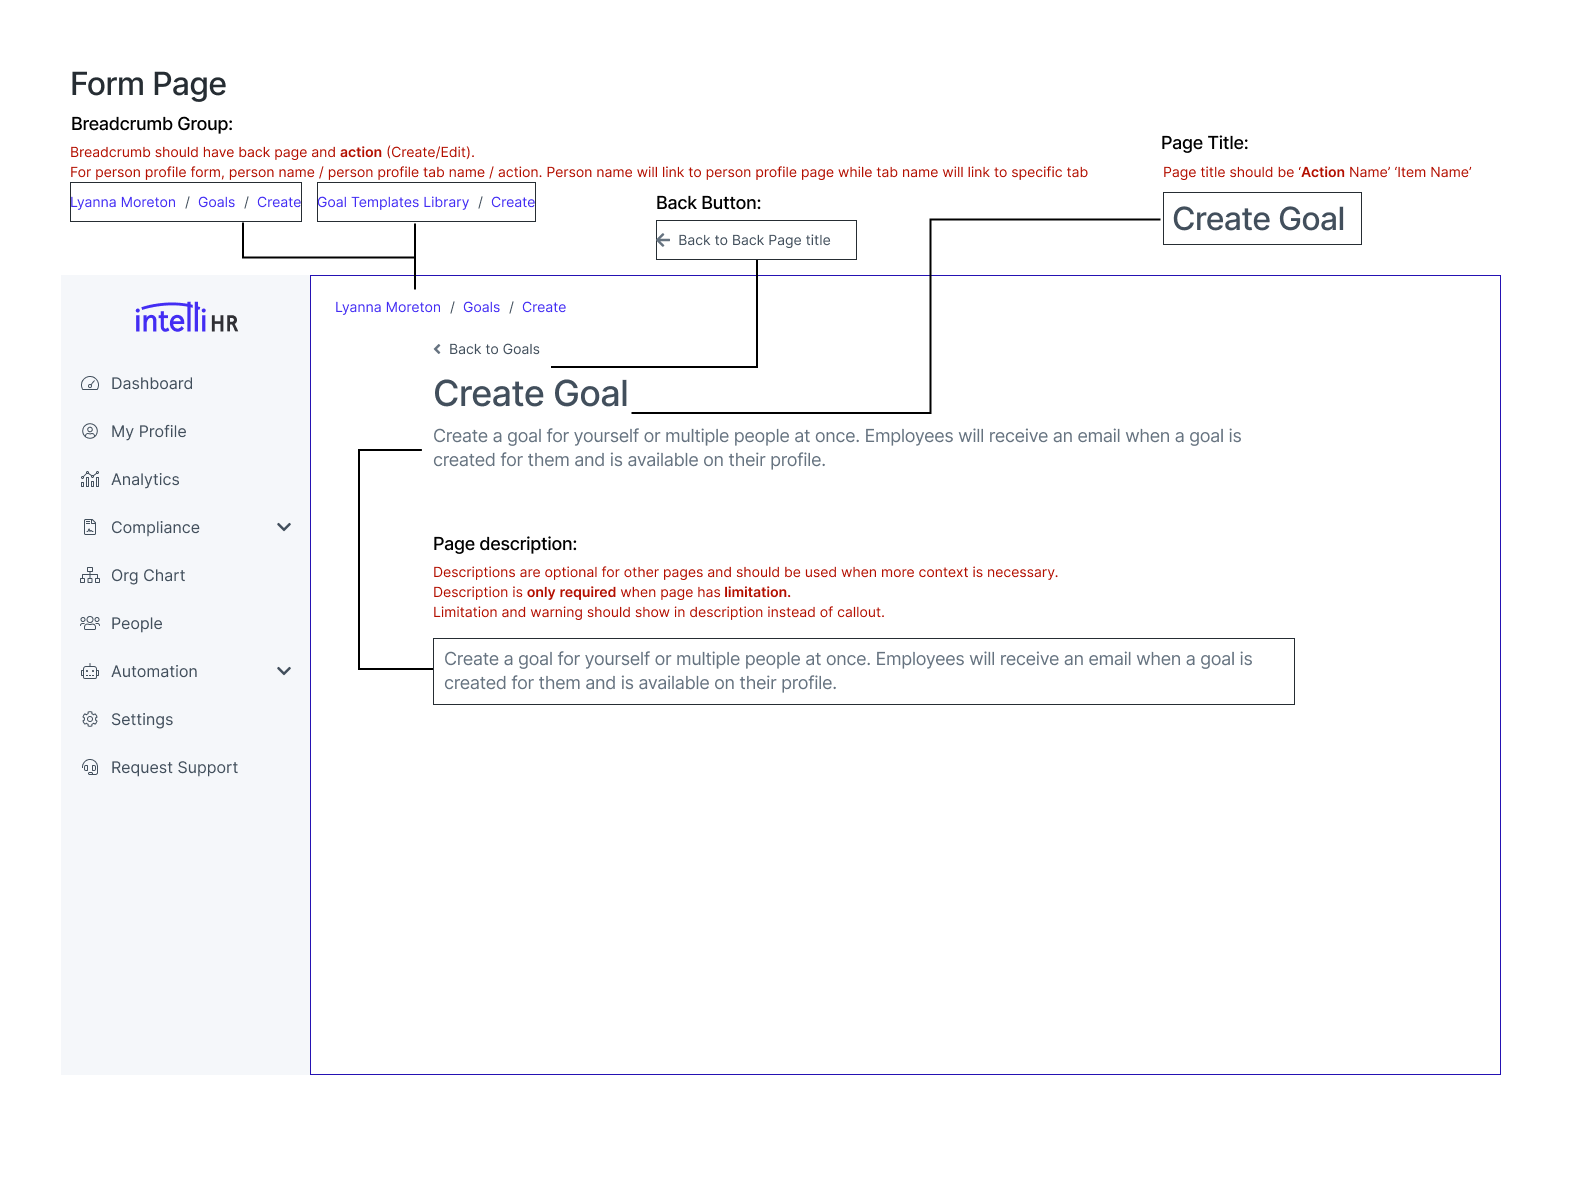 Form Page
Breadcrumb Group:
Breadcrumb should have back page and action (Create/Edit).
For person profile form, person name / person profile tab name / action. Person name will link to person profile page while tab name will link to specific tab
Lyanna Moreton / Goals / Create
Goal Templates Library / Create
Back Button:
Back to Back Page title
Page Title:
Page title should be ‘Action Name’ ‘Item Name’
Create Goal
intelliHR
Dashboard
My Profile
Analytics
Compliance
Org Chart
People
Automation
Settings
Request Support
Lyanna Moreton / Goals / Create
Back to Goals
Create Goal
Create a goal for yourself or multiple people at once. Employees will receive an email when a goal is
created for them and is available on their profile.
Page description:
Descriptions are optional for other pages and should be used when more context is necessary.
Description is only required when page has limitation.
Limitation and warning should show in description instead of callout.
Create a goal for yourself or multiple people at once. Employees will receive an email when a goal is
created for them and is available on their profile.